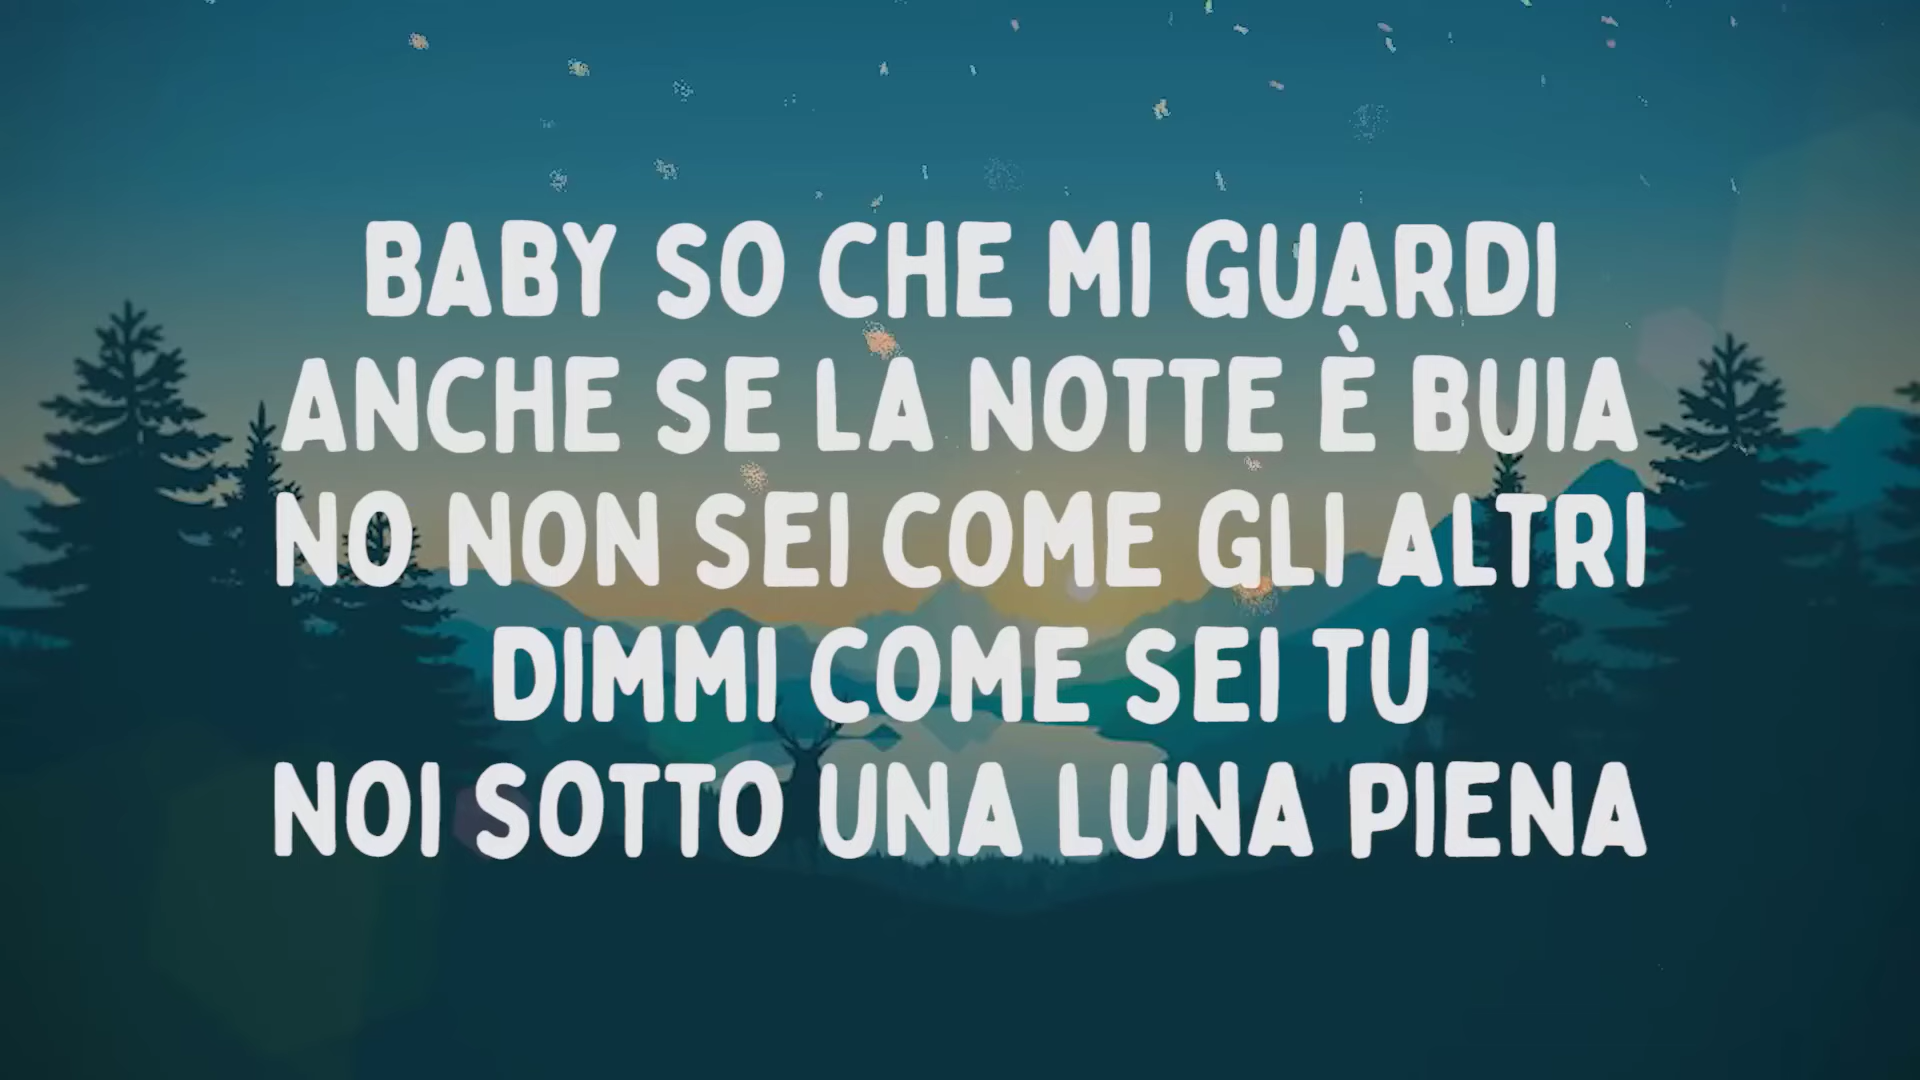 BABY SO CHE MI GUARDI
ANCHE SE LA NOTTE È BUIA
NO NON SEI COME GLI ALTRI
DIMMI COME SEI TU
NOI SOTTO UNA LUNA PIENA